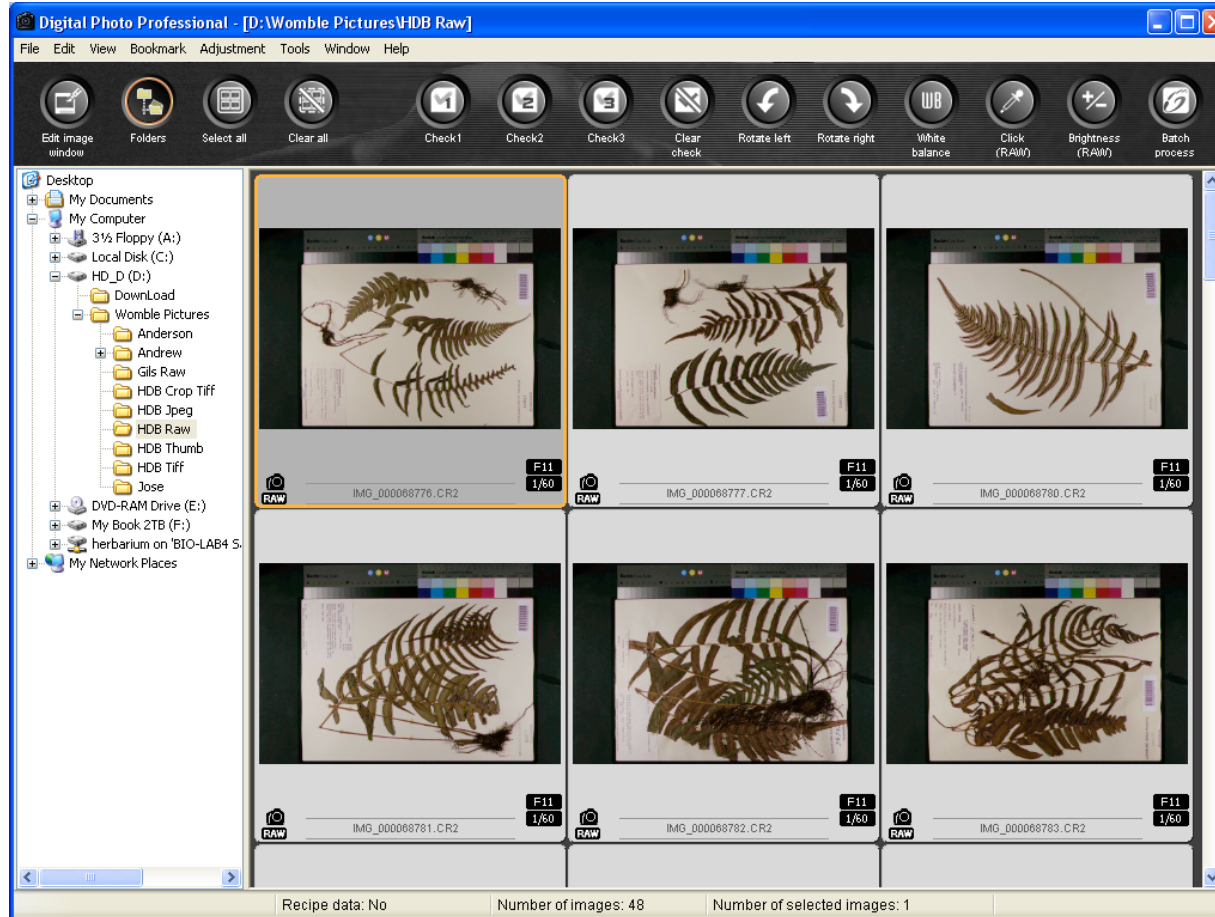 Digital Photo Professional - [D:\Womble Pictures\HDB Raw]
File Edit View Bookmark Adjustment Tools Window Help
Edit image window
Folders
Select all
Clear all
Check1
Check2
Check3
Clear check
Rotate left
Rotate right
White balance
Click (RAW)
Brightness (RAW)
Batch process
Desktop
My Documents
My Computer
3½ Floppy (A:)
Local Disk (C:)
HD_D (D:)
DownLoad
Womble Pictures
Anderson
Andrew
Gils Raw
HDB Crop Tiff
HDB Jpeg
HDB Raw
HDB Thumb
HDB Tiff
Jose
DVD-RAM Drive (E:)
My Book 2TB (F:)
herbarium on 'BIO-LAB4 S
My Network Places
F11
1/60
RAW
IMG_000068776.CR2
F11
1/60
RAW
IMG_000068777.CR2
F11
1/60
RAW
IMG_000068780.CR2
F11
1/60
RAW
IMG_000068781.CR2
F11
1/60
RAW
IMG_000068782.CR2
F11
1/60
RAW
IMG_000068783.CR2
Recipe data: No
Number of images: 48
Number of selected images: 1